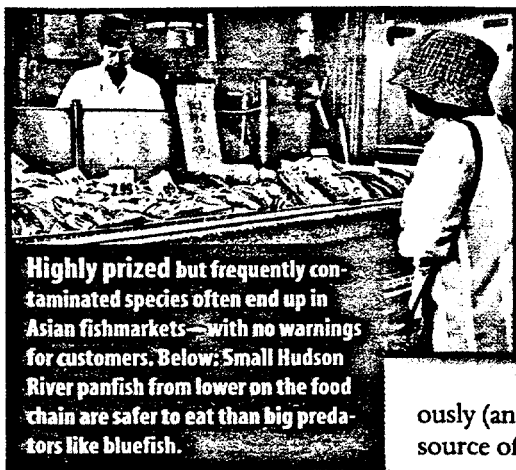 2.99
Highly prized but frequently con-
taminated species often end up in
Asian fishmarkets—with no warnings
for customers. Below: Small Hudson
River panfish from lower on the food
chain are safer to eat than big preda-
tors like bluefish.
ously (an
source of